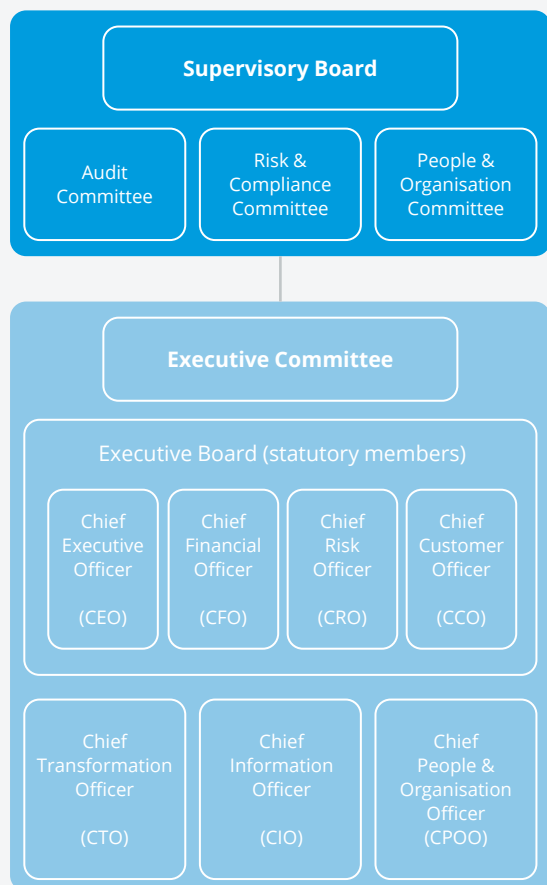 Supervisory Board
Audit
Committee
Risk &
Compliance
Committee
People &
Organisation
Committee
Executive Committee
Executive Board (statutory members)
Chief
Executive
Officer
(CEO)
Chief
Financial
Officer
(CFO)
Chief
Risk
Officer
(CRO)
Chief
Customer
Officer
(CCO)
Chief
Transformation
Officer
(CTO)
Chief
Information
Officer
(CIO)
Chief
People &
Organisation
Officer
(CPOO)